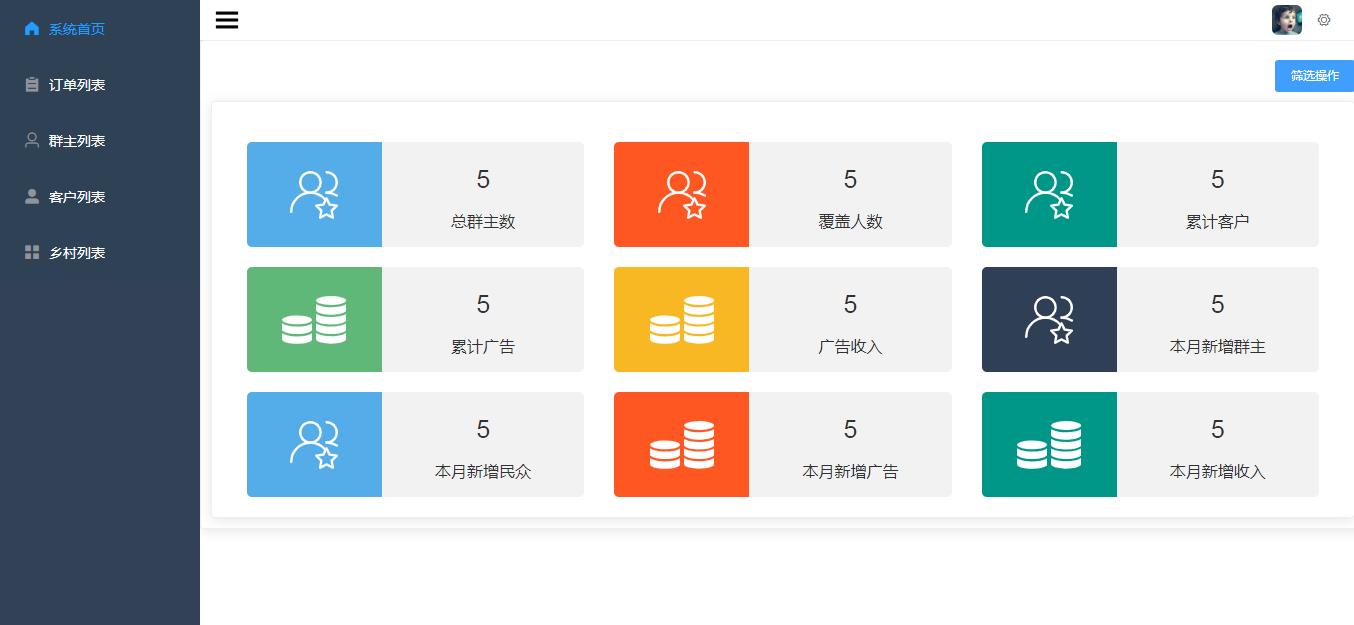 系统首页
订单列表
群主列表
客户列表
乡村列表
筛选操作
5
总群主数
5
覆盖人数
5
累计客户
5
累计广告
5
广告收入
5
本月新增群主
5
本月新增民众
5
本月新增广告
5
本月新增收入